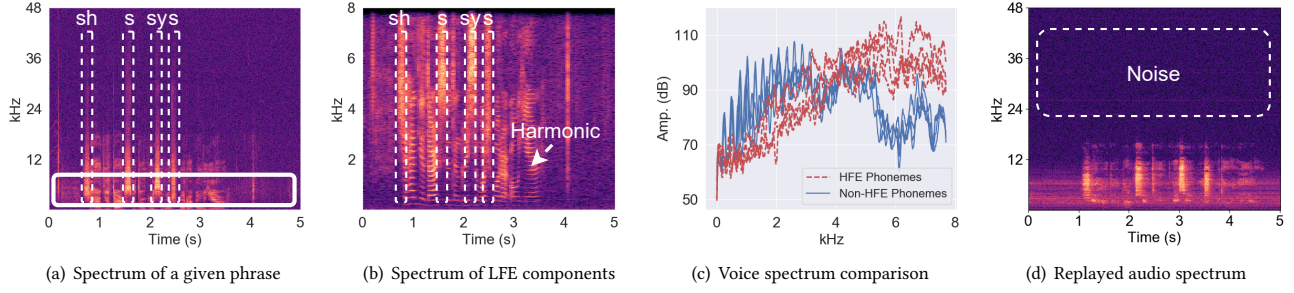 48
36
24
12
kHz
sh s sy s
0 1 2 3 4 5
Time (s)
(a) Spectrum of a given phrase
8
6
4
2
kHz
sh s sy s
Harmonic
0 1 2 3 4 5
Time (s)
(b) Spectrum of LFE components
110
90
70
50
Amp. (dB)
HFE Phonemes
Non-HFE Phonemes
0 2 4 6 8
kHz
(c) Voice spectrum comparison
48
36
24
12
kHz
Noise
0 1 2 3 4 5
Time (s)
(d) Replayed audio spectrum